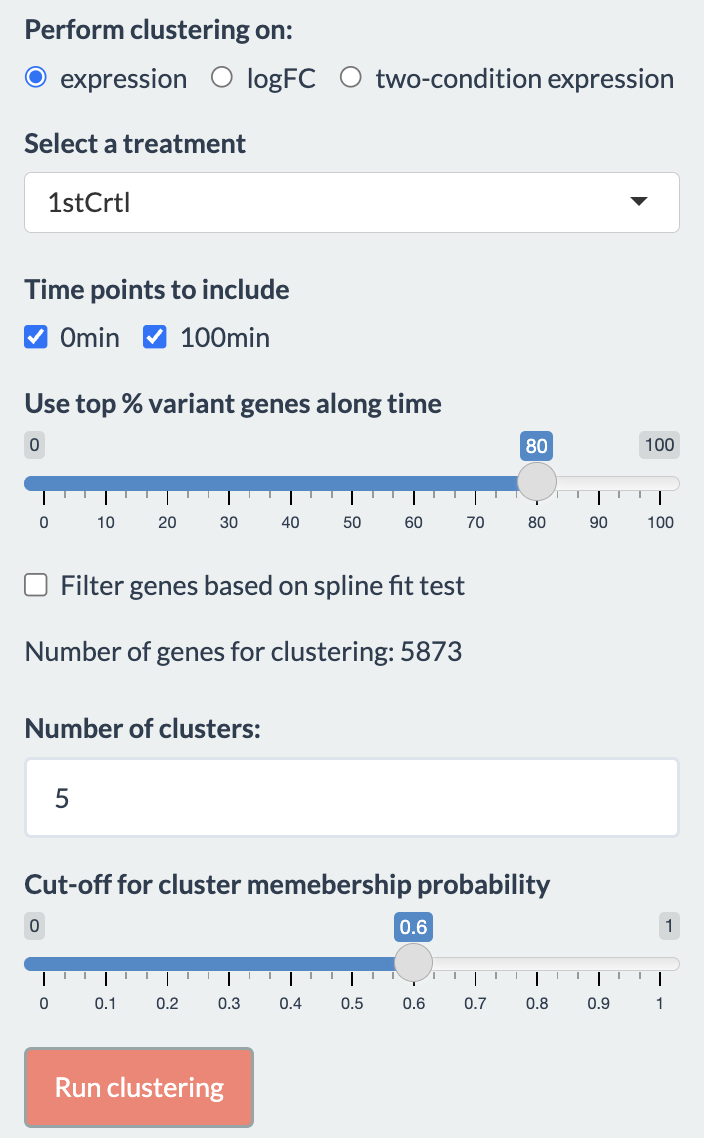 Perform clustering on:
expression logFC two-condition expression
Select a treatment
1stCrtl
Time points to include
0min 100min
Use top % variant genes along time
0 80 100
0 10 20 30 40 50 60 70 80 90 100
Filter genes based on spline fit test
Number of genes for clustering: 5873
Number of clusters:
5
Cut-off for cluster memebership probability
0 0.6 1
0 0.1 0.2 0.3 0.4 0.5 0.6 0.7 0.8 0.9 1
Run clustering